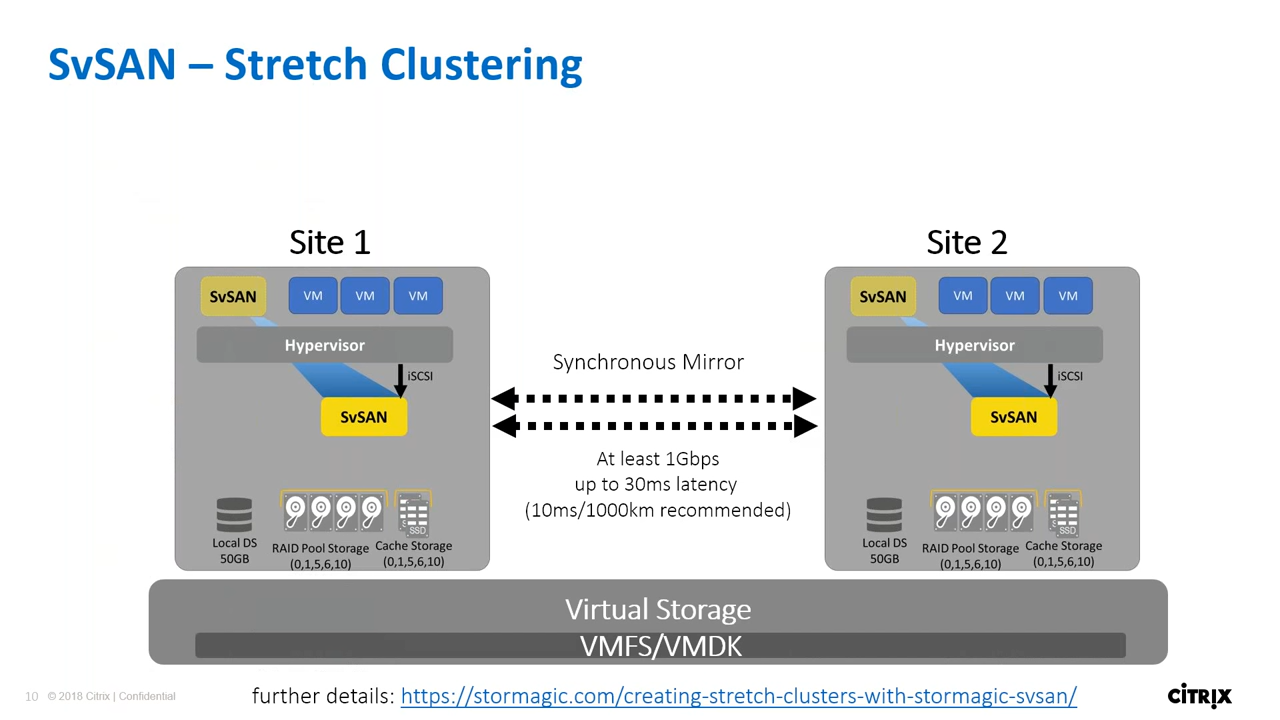 SvSAN – Stretch Clustering
Site 1
SvSAN
VM
VM
VM
Hypervisor
iSCSI
SvSAN
SSD
Local DS
50GB
RAID Pool Storage
(0,1,5,6,10)
Cache Storage
(0,1,5,6,10)
Synchronous Mirror
At least 1Gbps
up to 30ms latency
(10ms/1000km recommended)
Site 2
SvSAN
VM
VM
VM
Hypervisor
iSCSI
SvSAN
SSD
Local DS
50GB
RAID Pool Storage
(0,1,5,6,10)
Cache Storage
(0,1,5,6,10)
Virtual Storage
VMFS/VMDK
10 © 2018 Citrix | Confidential
further details: https://stormagic.com/creating-stretch-clusters-with-stormagic-svsan/
CITRIX